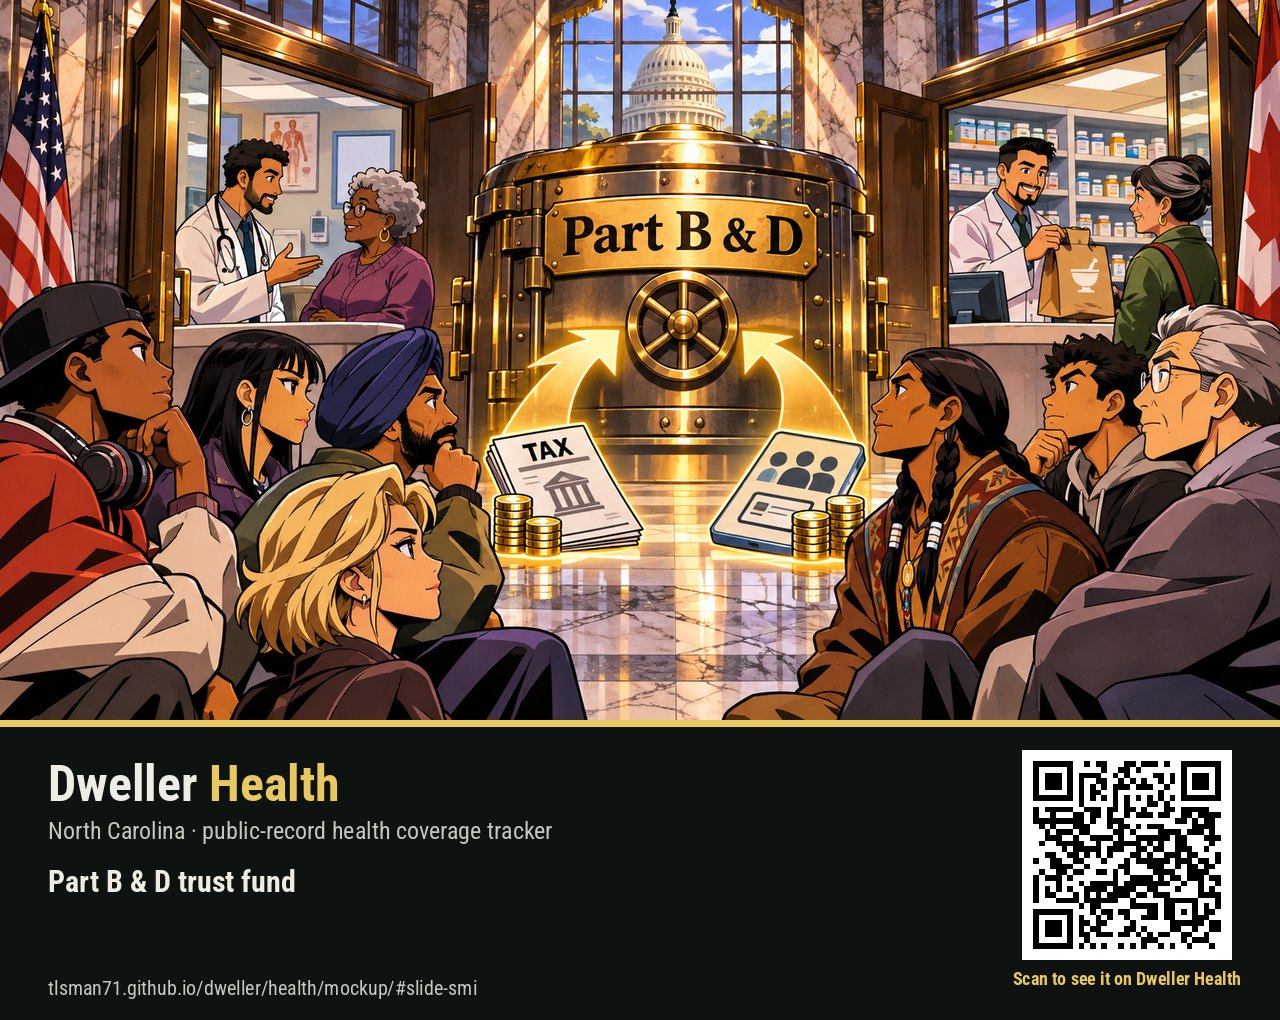 Part B & D
TAX
Dweller Health
North Carolina · public-record health coverage tracker
Part B & D trust fund
tlsman71.github.io/dweller/health/mockup/#slide-smi
Scan to see it on Dweller Health